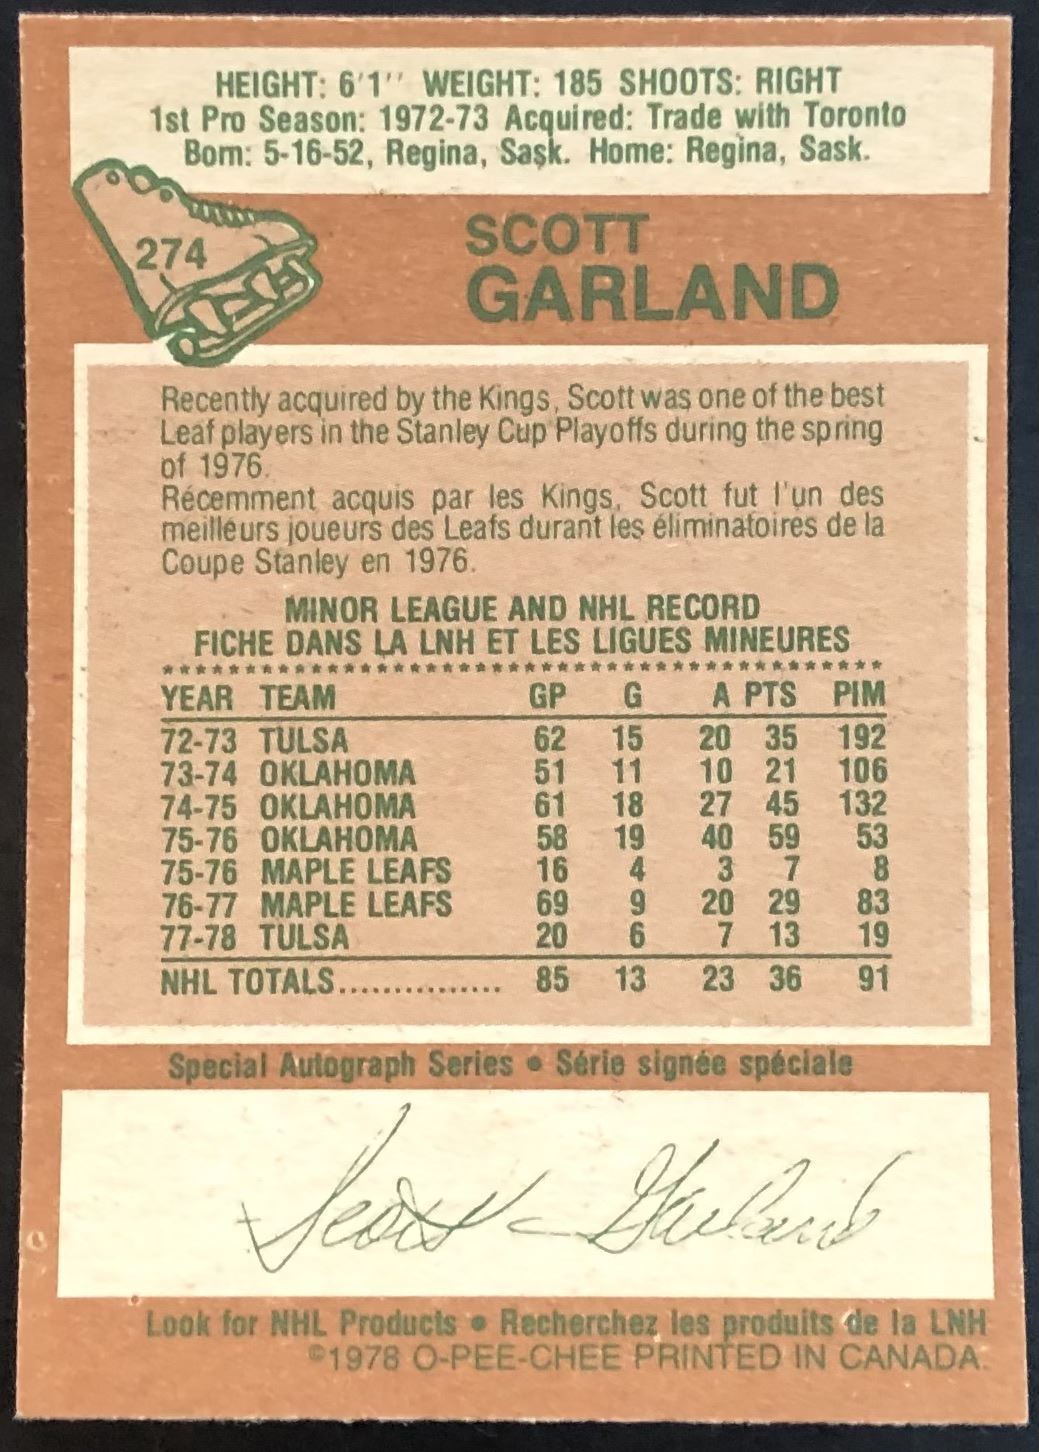 HEIGHT: 6'1'' WEIGHT: 185 SHOOTS: RIGHT
1st Pro Season: 1972-73 Acquired: Trade with Toronto
Born: 5-16-52, Regina, Sask. Home: Regina, Sask.
274
SCOTT
GARLAND
Recently acquired by the Kings, Scott was one of the best
Leaf players in the Stanley Cup Playoffs during the spring
of 1976.
Récemment acquis par les Kings, Scott fut l'un des
meilleurs joueurs des Leafs durant les éliminatoires de la
Coupe Stanley en 1976.
MINOR LEAGUE AND NHL RECORD
FICHE DANS LA LNH ET LES LIGUES MINEURES
YEAR TEAM GP G A PTS PIM
72-73 TULSA 62 15 20 35 192
73-74 OKLAHOMA 51 11 10 21 106
74-75 OKLAHOMA 61 18 27 45 132
75-76 OKLAHOMA 58 19 40 59 53
75-76 MAPLE LEAFS 16 4 3 7 8
76-77 MAPLE LEAFS 69 9 20 29 83
77-78 TULSA 20 6 7 13 19
NHL TOTALS............... 85 13 23 36 91
Special Autograph Series • Série signée spéciale
Scott Garland
Look for NHL Products • Recherchez les produits de la LNH
©1978 O-PEE-CHEE PRINTED IN CANADA.